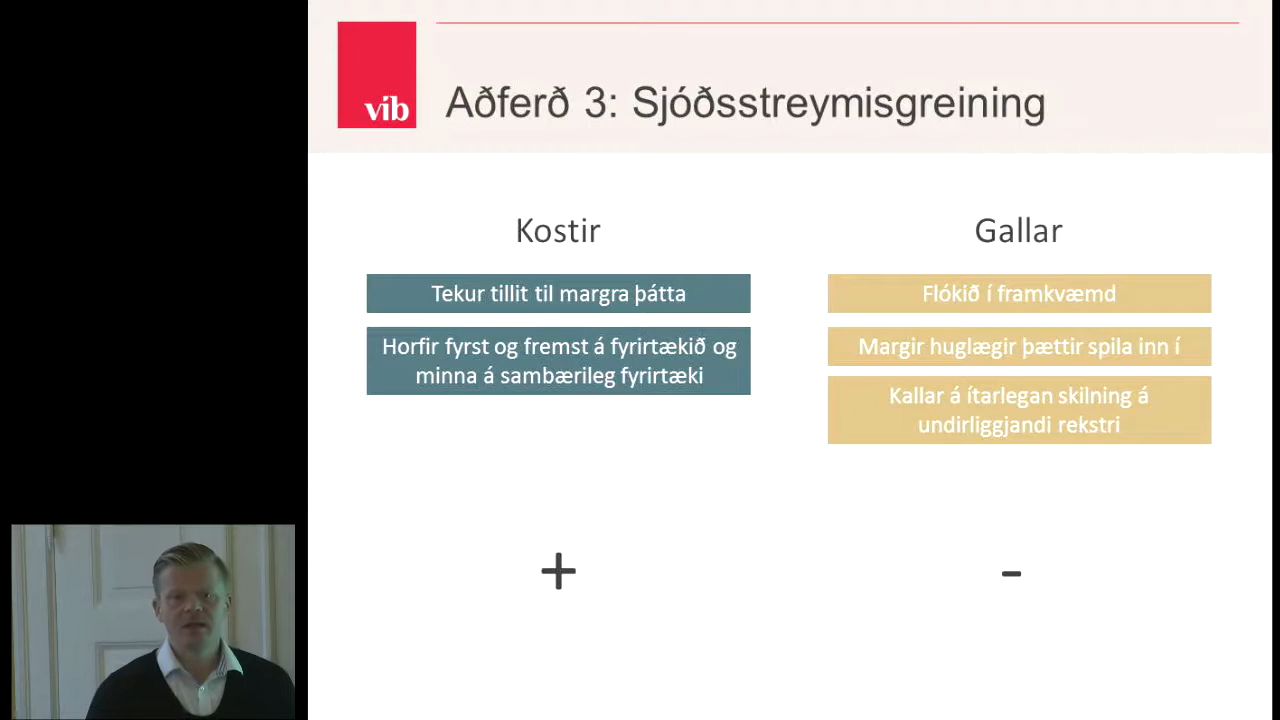 víb
Aðferð 3: Sjóðsstreymisgreining
Kostir
Tekur tillit til margra þátta
Horfir fyrst og fremst á fyrirtækið og
minna á sambærileg fyrirtæki
+
Gallar
Flókið í framkvæmd
Margir huglægir þættir spila inn í
Kallar á ítarlegan skilning á
undirliggjandi rekstri
-